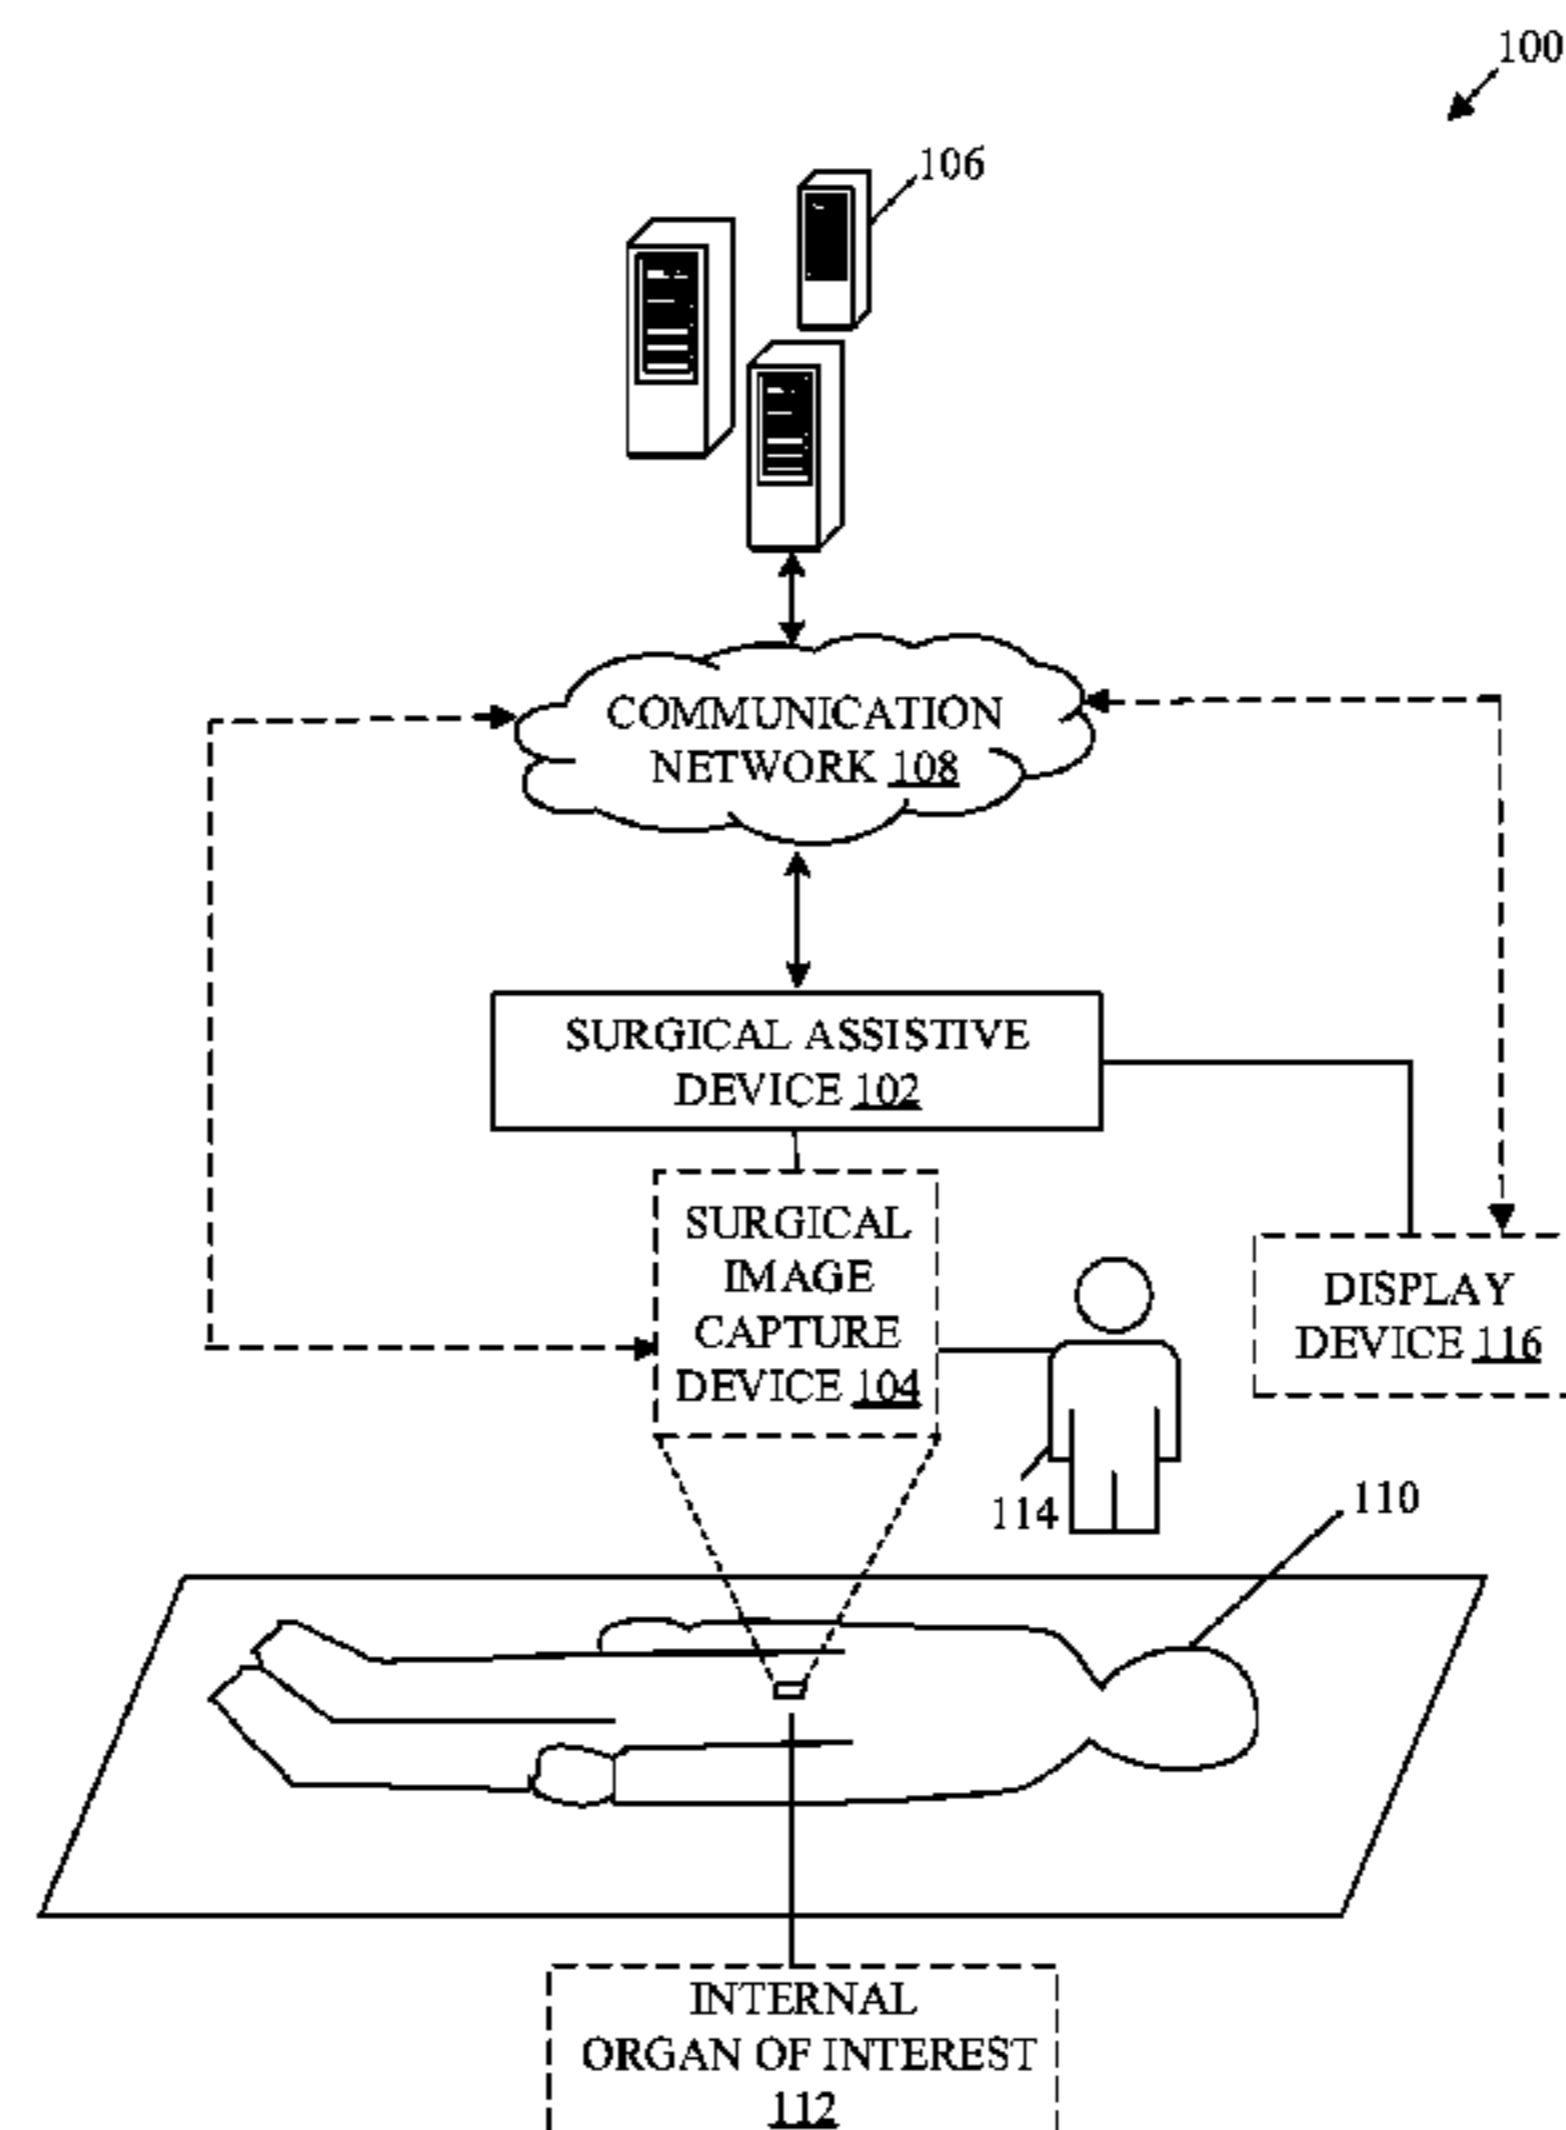 100
106
COMMUNICATION
NETWORK 108
SURGICAL ASSISTIVE
DEVICE 102
SURGICAL
IMAGE
CAPTURE
DEVICE 104
DISPLAY
DEVICE 116
114
110
INTERNAL
ORGAN OF INTEREST
112